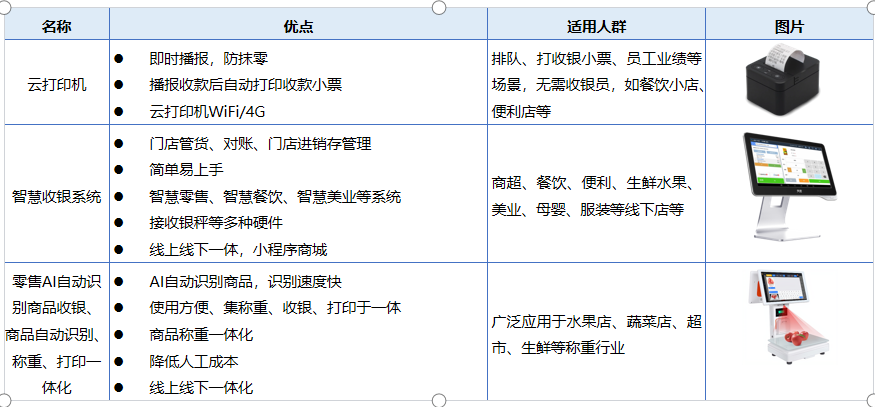 名称 优点 适用人群 图片
云打印机
● 即时播报，防抹零
● 播报收款后自动打印收款小票
● 云打印机WiFi/4G
排队、打收银小票、员工业绩等
场景，无需收银员，如餐饮小店、
便利店等
智慧收银系统
● 门店管货、对账、门店进销存管理
● 简单易上手
● 智慧零售、智慧餐饮、智慧美业等系统
● 接收银秤等多种硬件
● 线上线下一体，小程序商城
商超、餐饮、便利、生鲜水果、
美业、母婴、服装等线下店等
零售AI自动识
别商品收银、
商品自动识别、
称重、打印一
体化
● AI自动识别商品，识别速度快
● 使用方便、集称重、收银、打印于一体
● 商品称重一体化
● 降低人工成本
● 线上线下一体化
广泛应用于水果店、蔬菜店、超
市、生鲜等称重行业